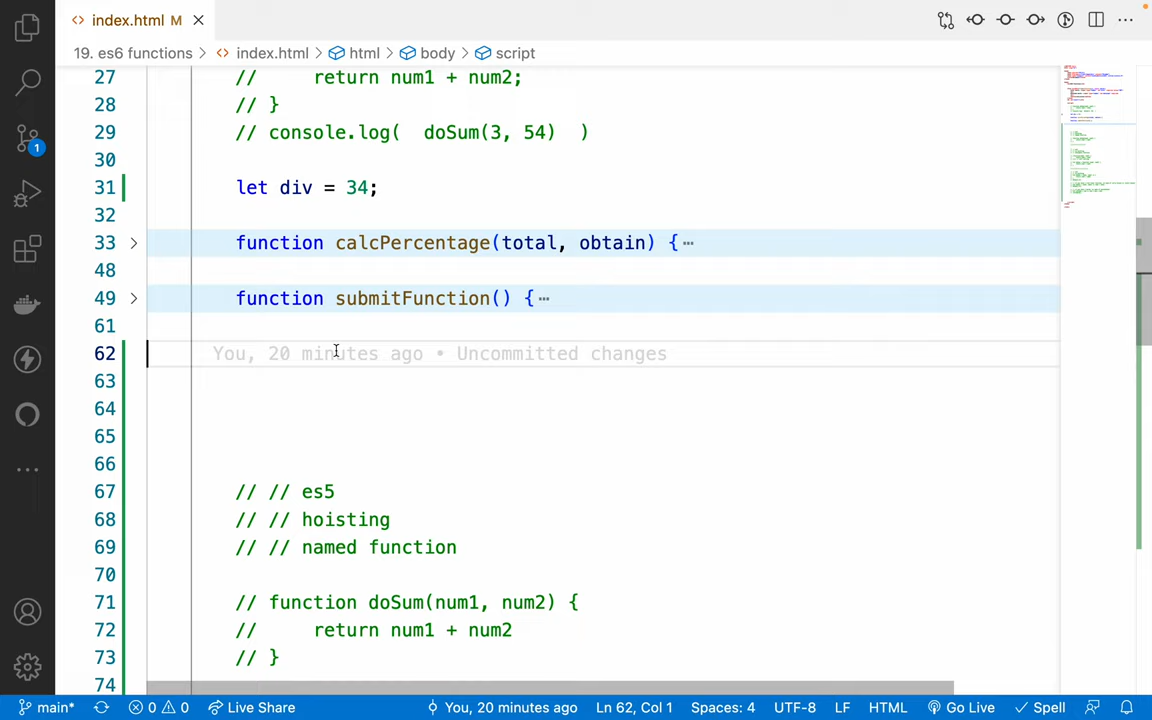 index.html M
19. es6 functions > index.html > html > body > script
27 // return num1 + num2;
28 // }
29 // console.log( doSum(3, 54) )
30
31 let div = 34;
32
33 function calcPercentage(total, obtain) {…
48
49 function submitFunction() {…
61
62 You, 20 minutes ago • Uncommitted changes
63
64
65
66
67 // // es5
68 // // hoisting
69 // // named function
70
71 // function doSum(num1, num2) {
72 // return num1 + num2
73 // }
74
1
main* 0 0 Live Share You, 20 minutes ago Ln 62, Col 1 Spaces: 4 UTF-8 LF HTML Go Live Spell